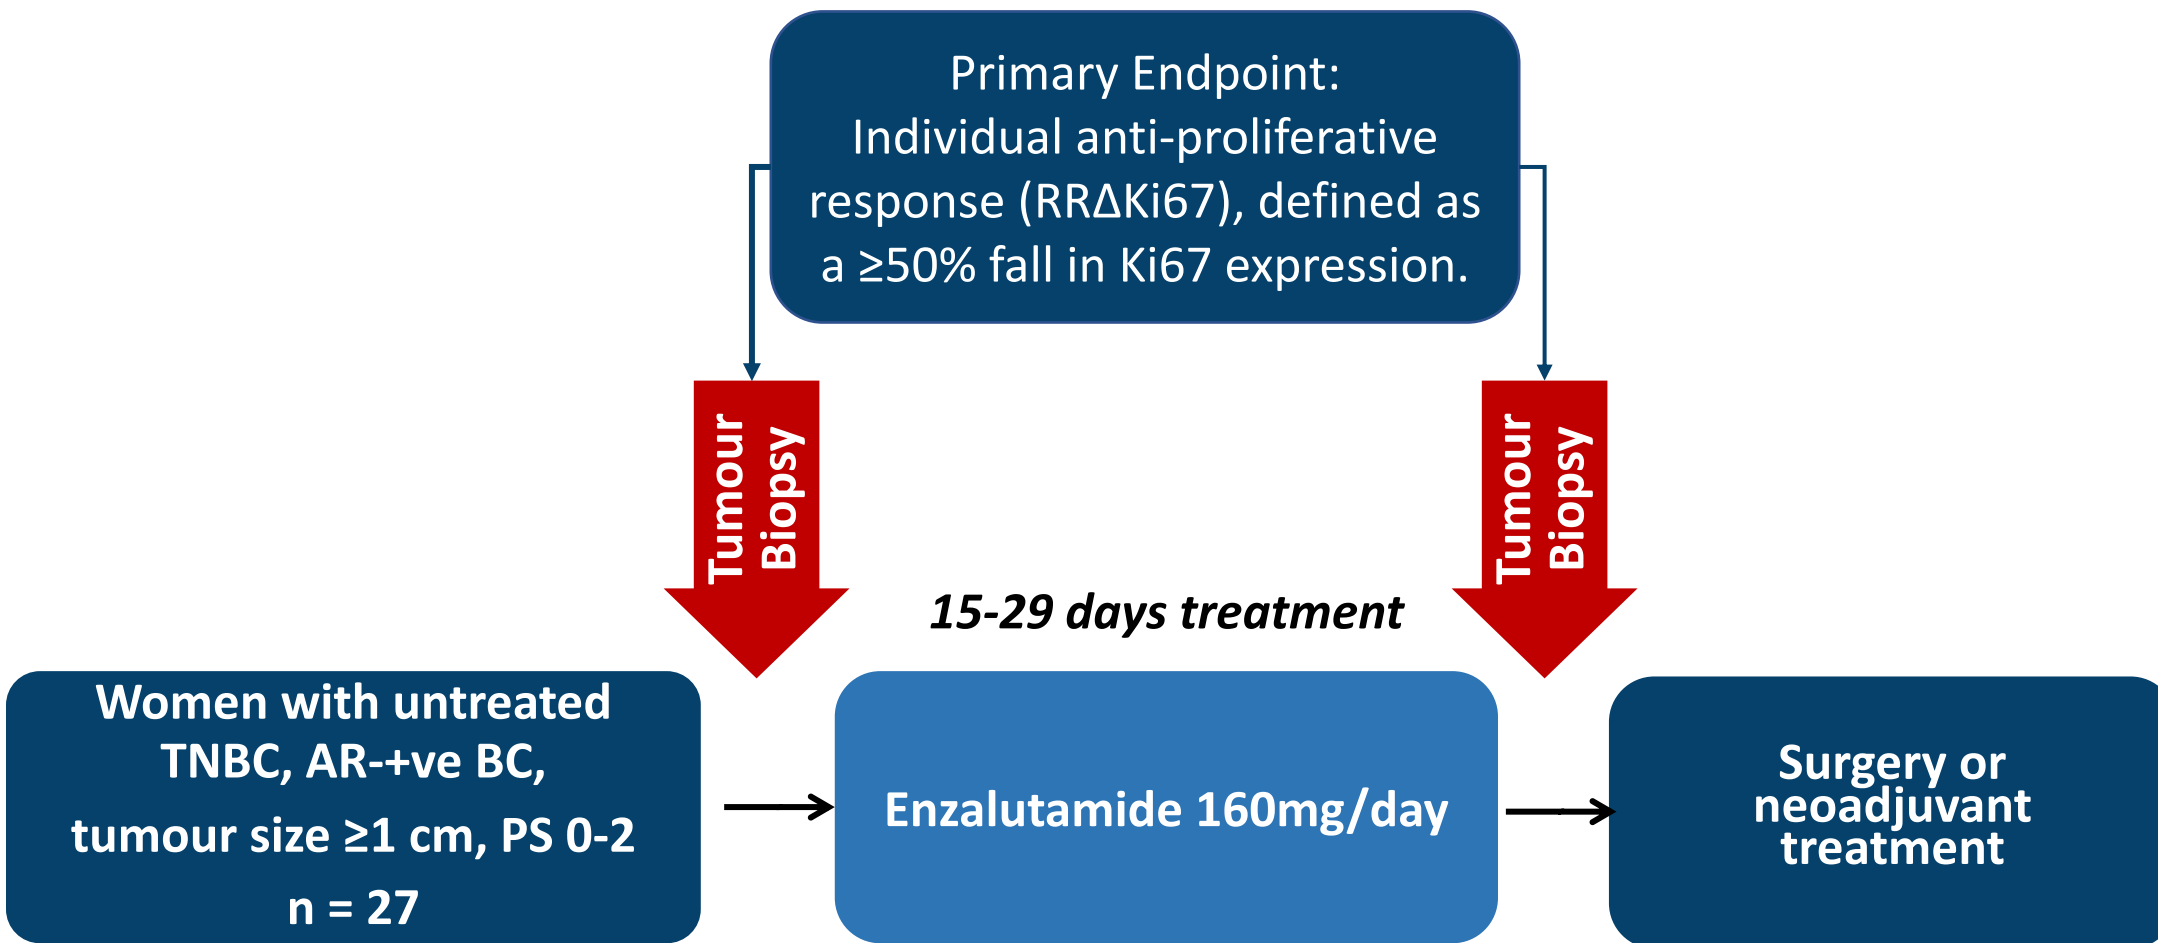 Primary Endpoint:
Individual anti-proliferative
response (RRΔKi67), defined as
a ≥50% fall in Ki67 expression.
Tumour
Biopsy
Tumour
Biopsy
15-29 days treatment
Women with untreated
TNBC, AR-+ve BC,
tumour size ≥1 cm, PS 0-2
n = 27
Enzalutamide 160mg/day
Surgery or
neoadjuvant
treatment